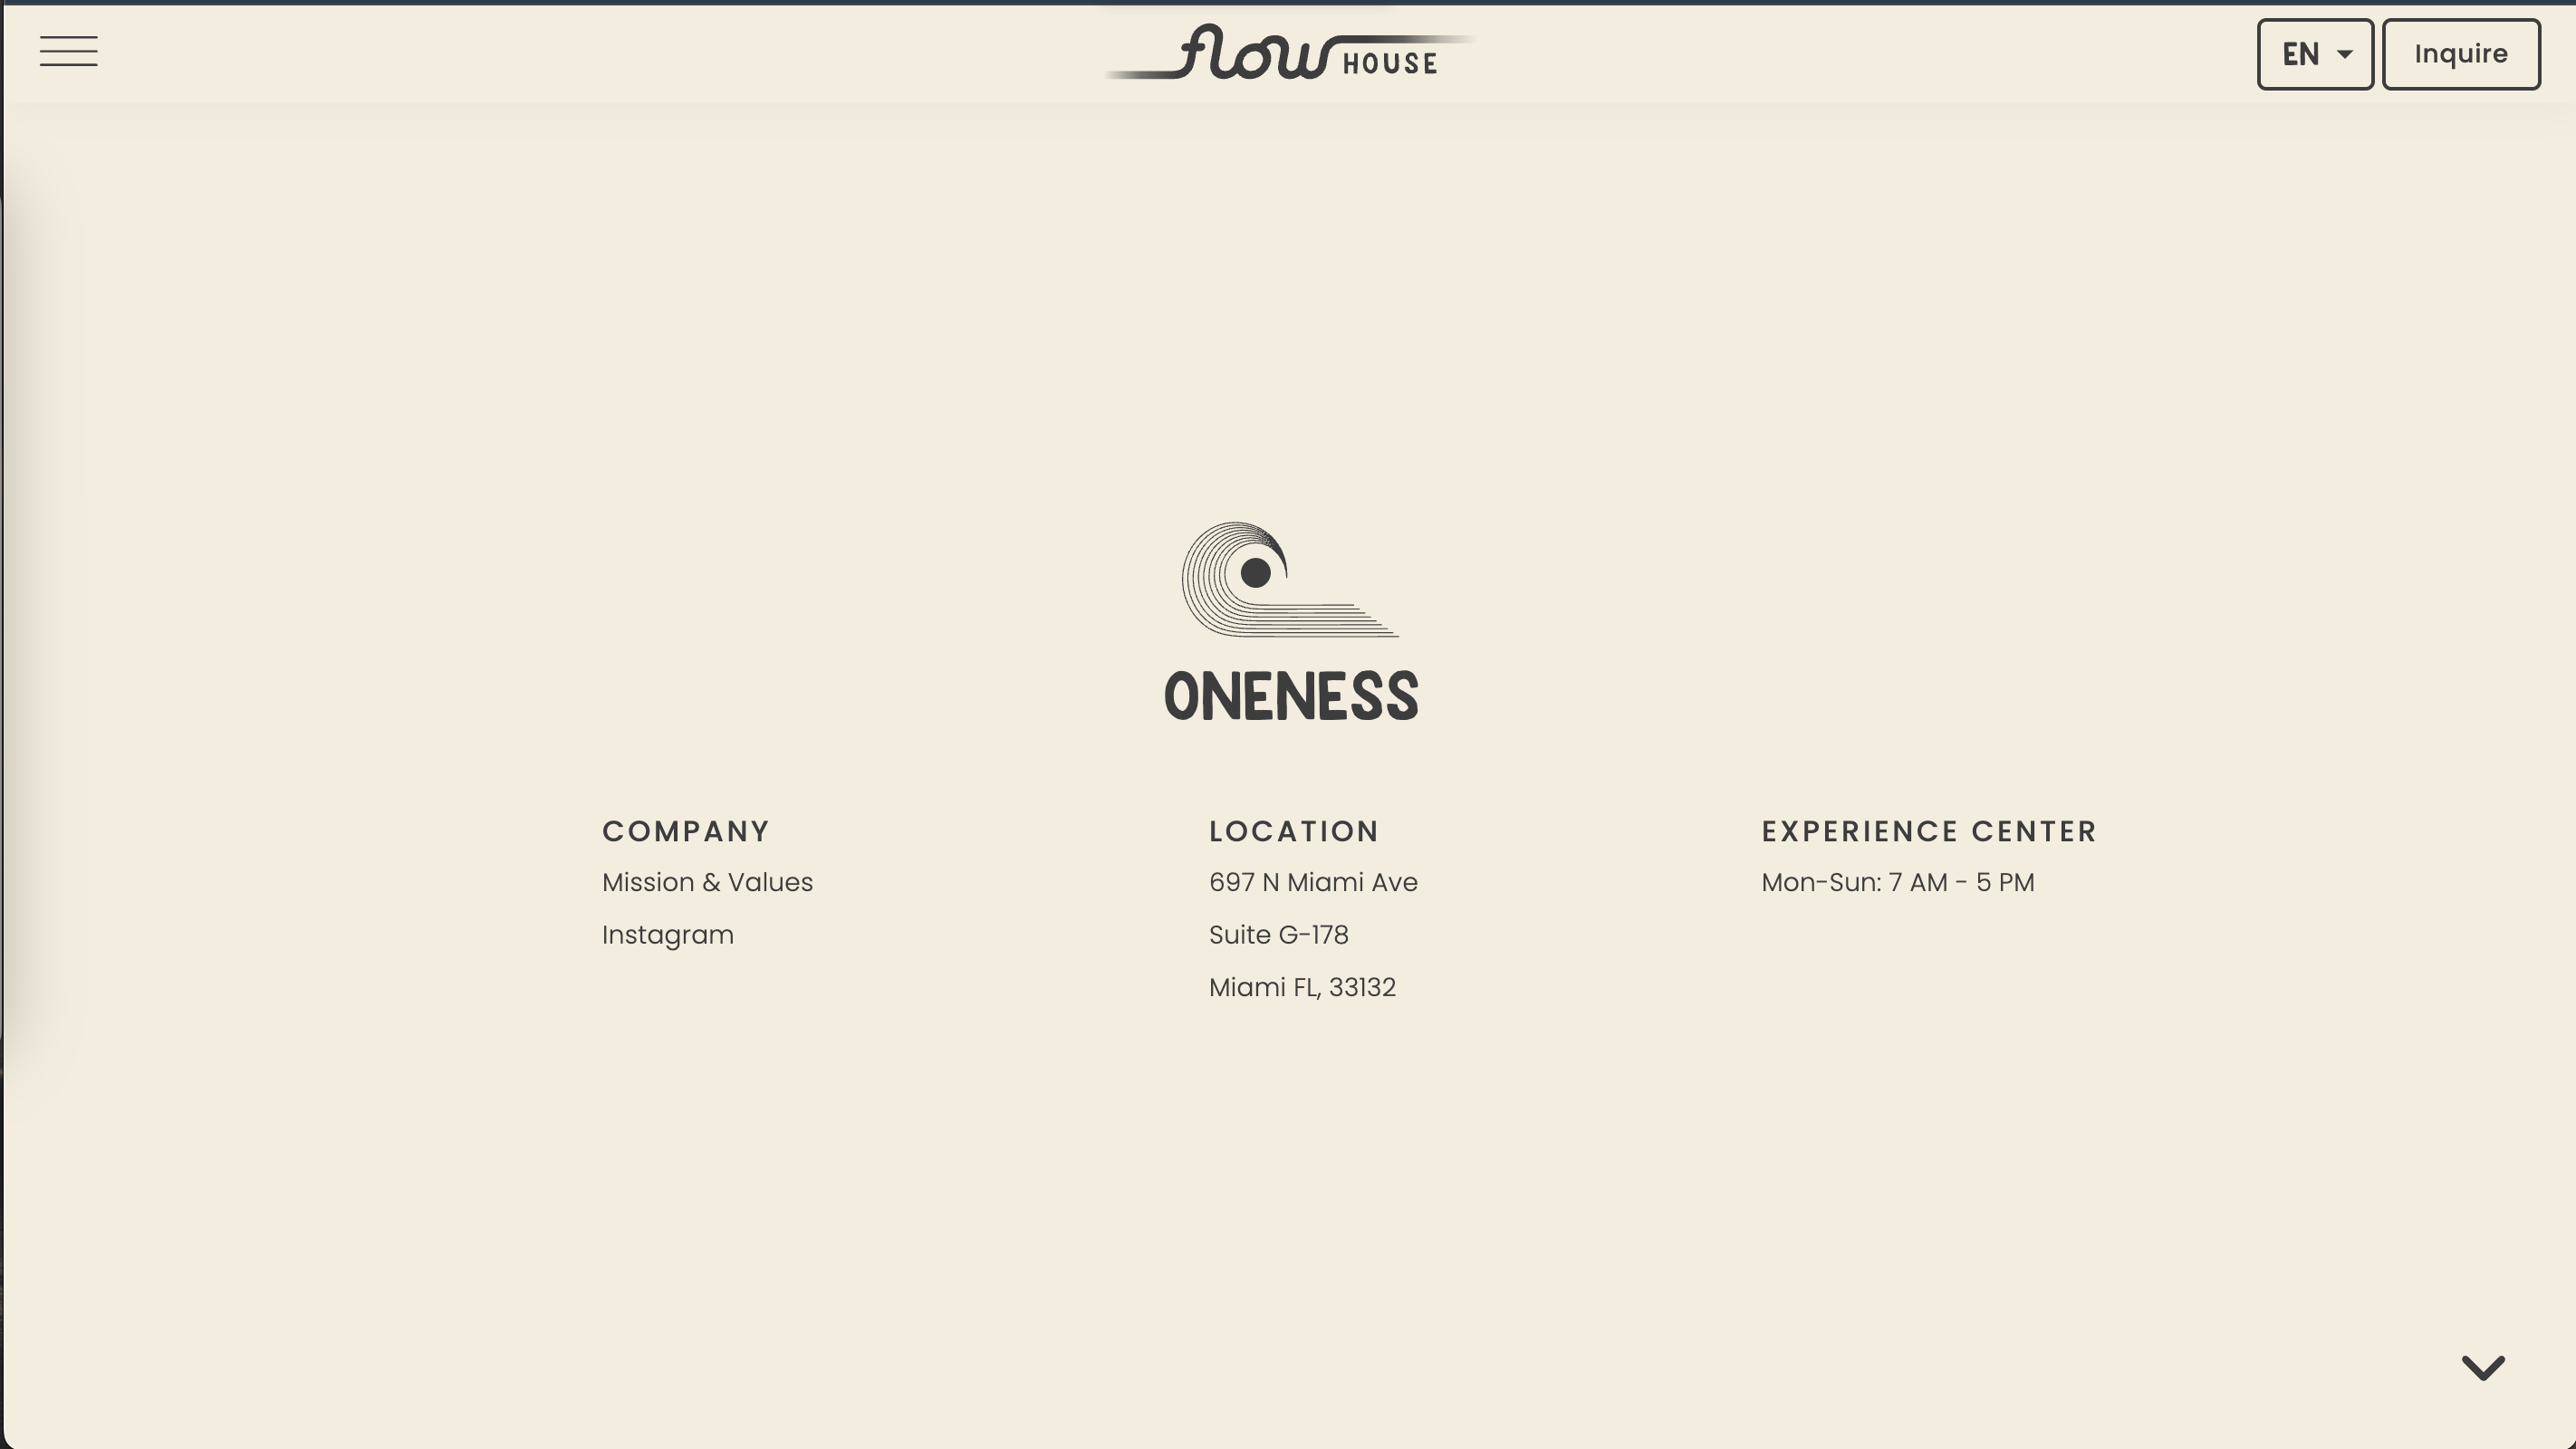 flow HOUSE
EN
Inquire
ONENESS
COMPANY
Mission & Values
Instagram
LOCATION
697 N Miami Ave
Suite G-178
Miami FL, 33132
EXPERIENCE CENTER
Mon-Sun: 7 AM - 5 PM